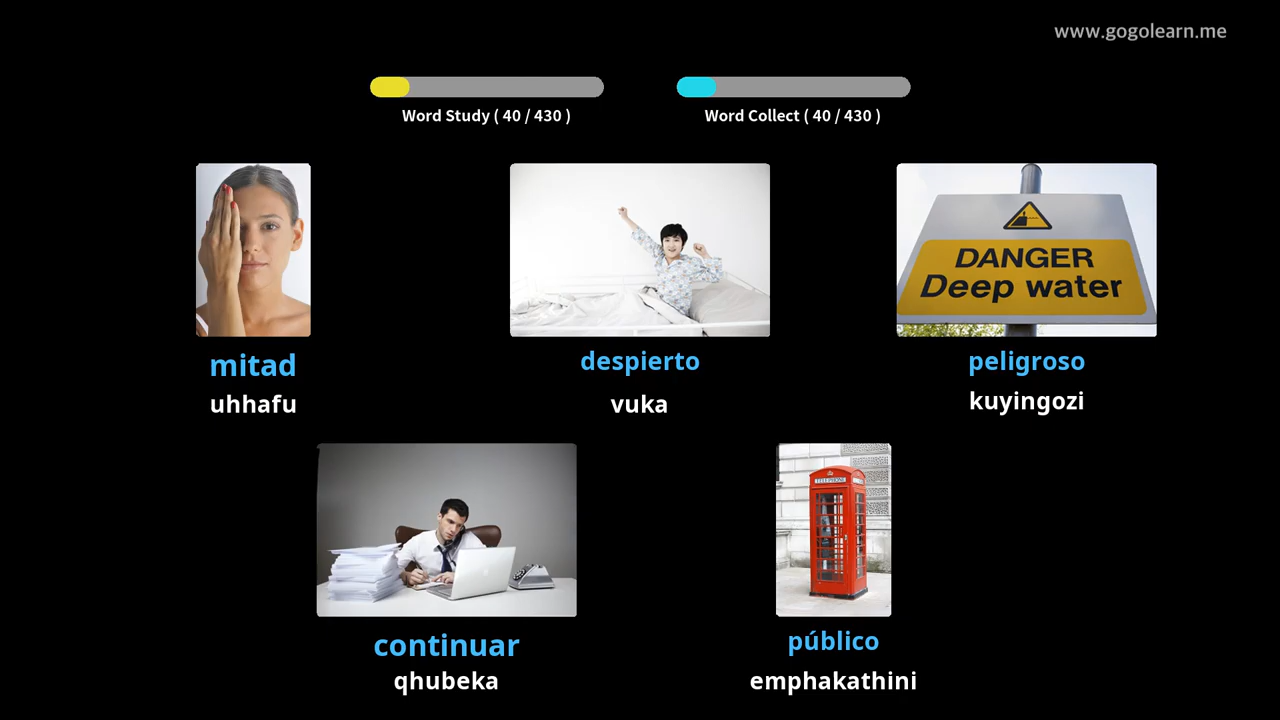 www.gogolearn.me
Word Study ( 40 / 430 )
Word Collect ( 40 / 430 )
DANGER
Deep water
mitad
uhhafu
despierto
vuka
peligroso
kuyingozi
TELEPHONE
continuar
qhubeka
público
emphakathini